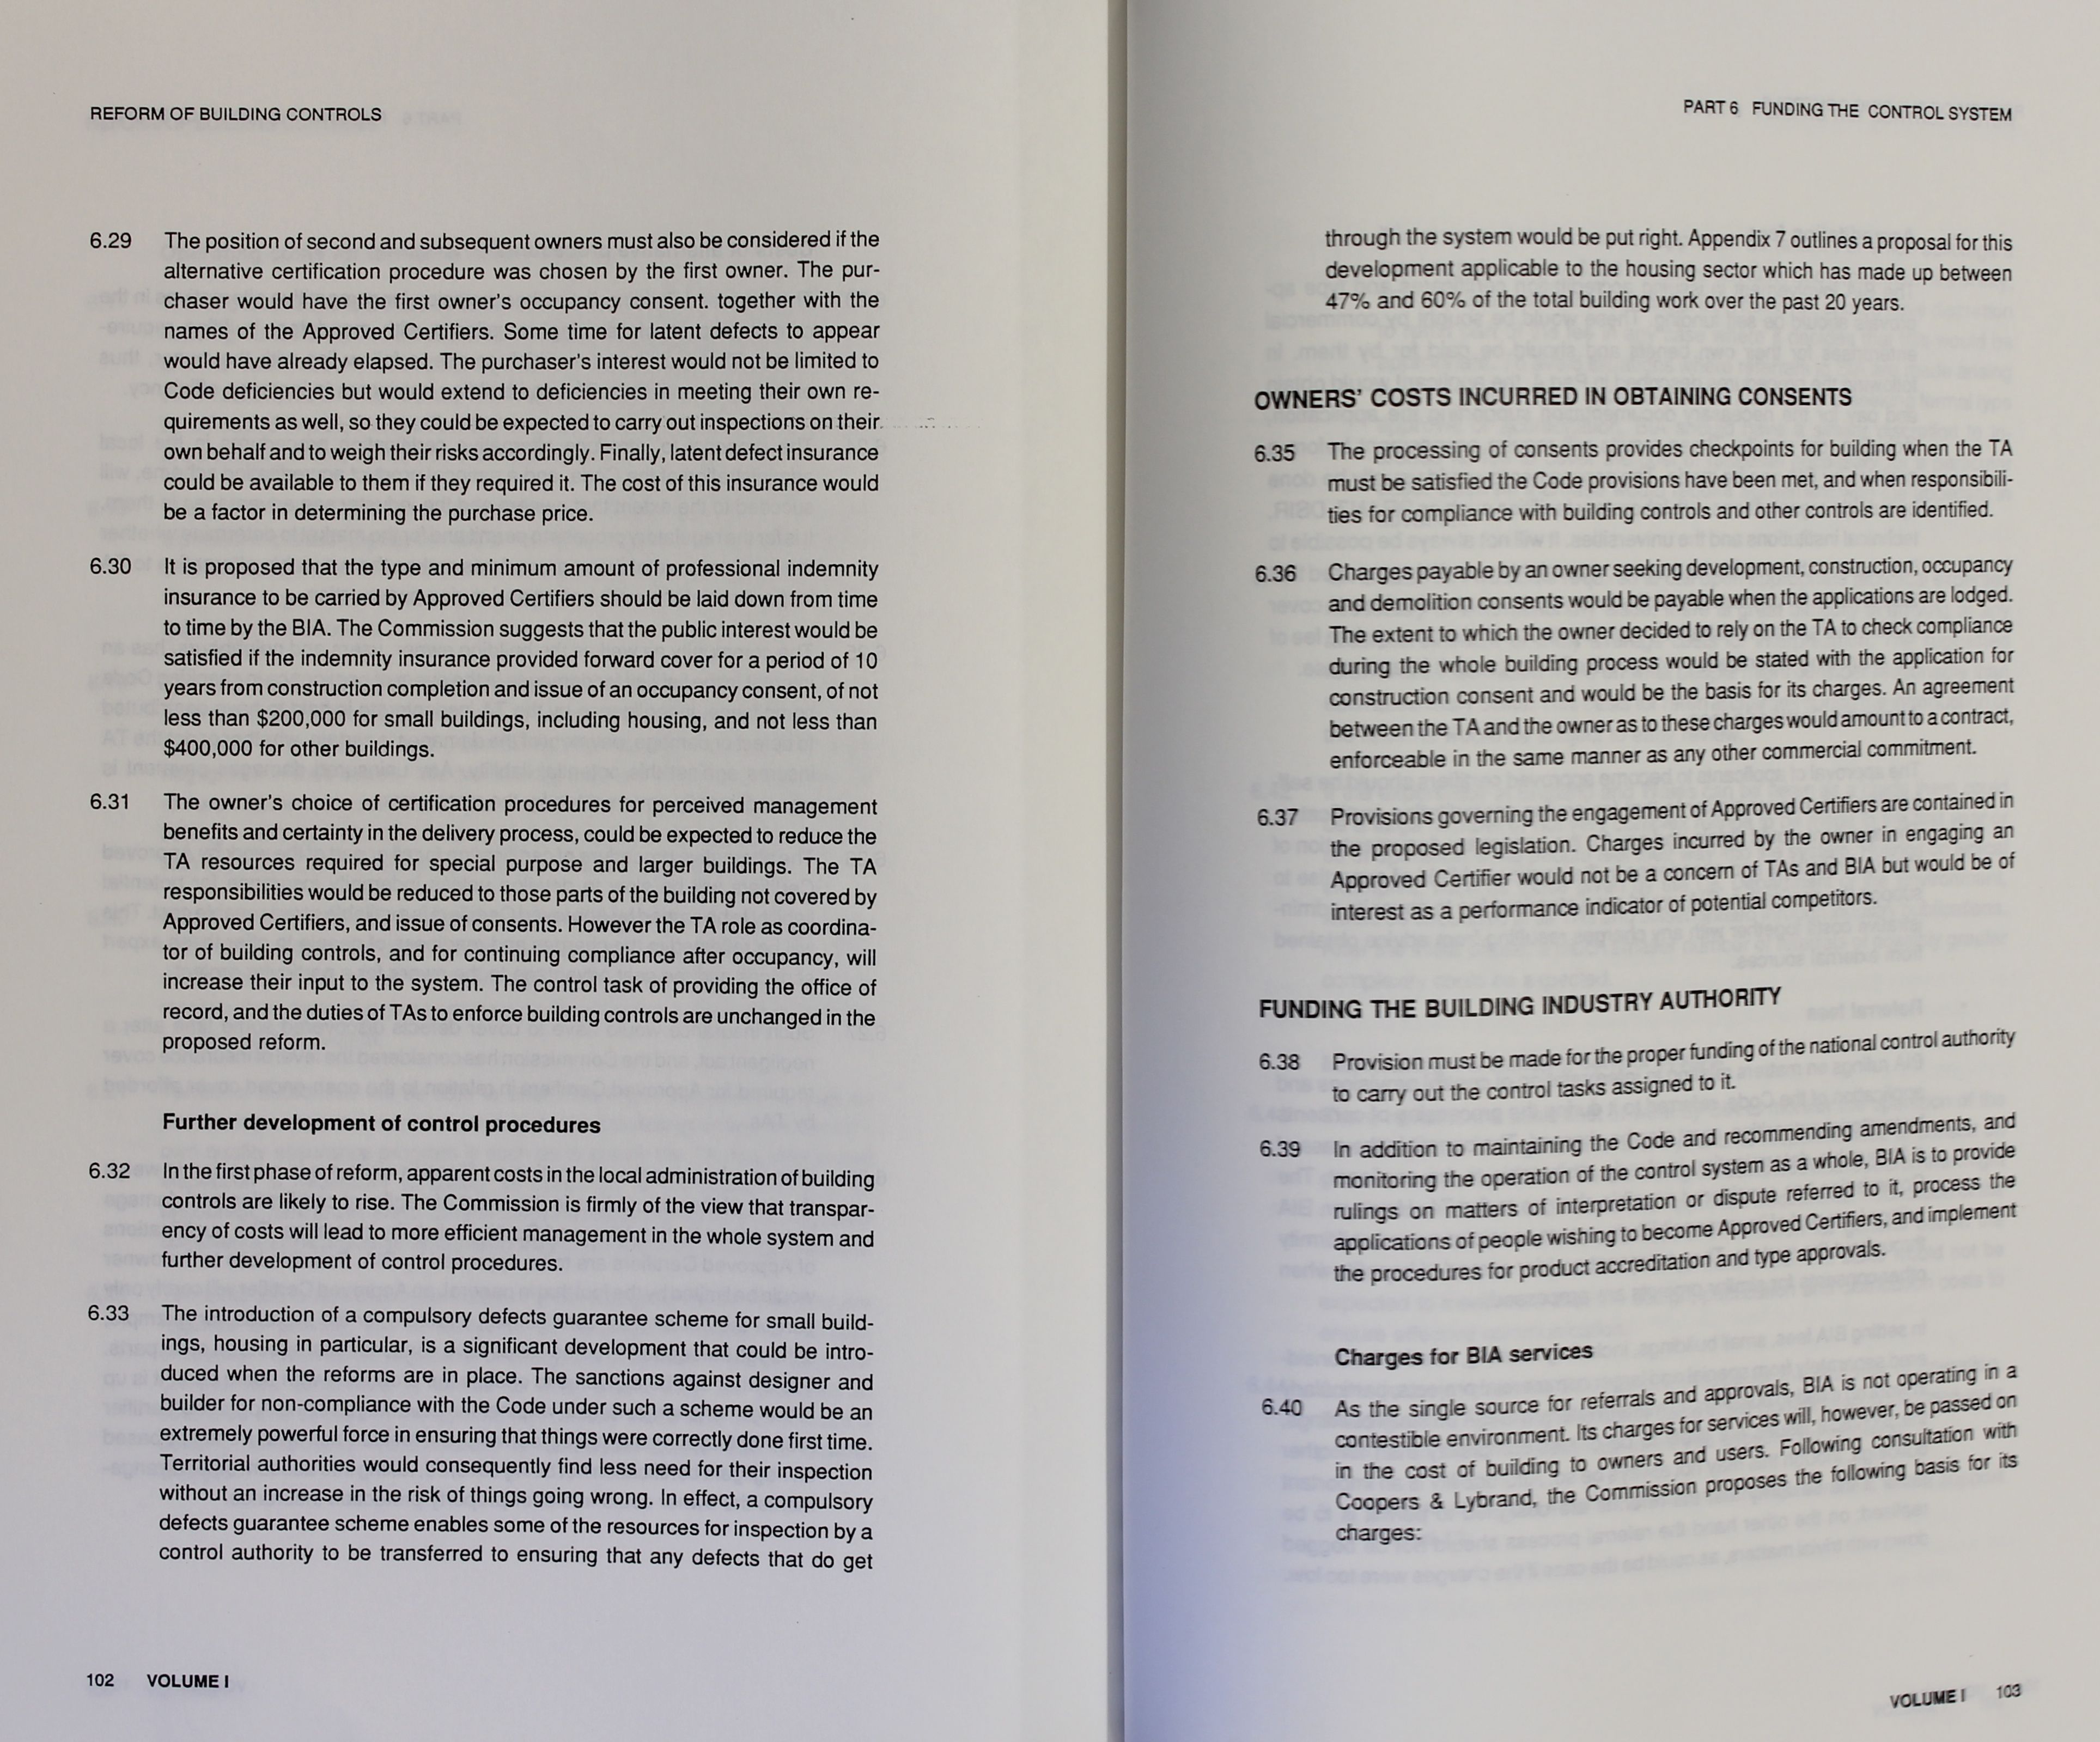 REFORM OF BUILDING CONTROLS
6.29 The position of second and subsequent owners must also be considered if the
alternative certification procedure was chosen by the first owner. The pur-
chaser would have the first owner's occupancy consent. together with the
names of the Approved Certifiers. Some time for latent defects to appear
would have already elapsed. The purchaser's interest would not be limited to
Code deficiencies but would extend to deficiencies in meeting their own re-
quirements as well, so they could be expected to carry out inspections on their
own behalf and to weigh their risks accordingly. Finally, latent defect insurance
could be available to them if they required it. The cost of this insurance would
be a factor in determining the purchase price.
6.30 It is proposed that the type and minimum amount of professional indemnity
insurance to be carried by Approved Certifiers should be laid down from time
to time by the BIA. The Commission suggests that the public interest would be
satisfied if the indemnity insurance provided forward cover for a period of 10
years from construction completion and issue of an occupancy consent, of not
less than $200,000 for small buildings, including housing, and not less than
$400,000 for other buildings.
6.31 The owner's choice of certification procedures for perceived management
benefits and certainty in the delivery process, could be expected to reduce the
TA resources required for special purpose and larger buildings. The TA
responsibilities would be reduced to those parts of the building not covered by
Approved Certifiers, and issue of consents. However the TA role as coordina-
tor of building controls, and for continuing compliance after occupancy, will
increase their input to the system. The control task of providing the office of
record, and the duties of TAs to enforce building controls are unchanged in the
proposed reform.
Further development of control procedures
6.32 In the first phase of reform, apparent costs in the local administration of building
controls are likely to rise. The Commission is firmly of the view that transpar-
ency of costs will lead to more efficient management in the whole system and
further development of control procedures.
6.33 The introduction of a compulsory defects guarantee scheme for small build-
ings, housing in particular, is a significant development that could be intro-
duced when the reforms are in place. The sanctions against designer and
builder for non-compliance with the Code under such a scheme would be an
extremely powerful force in ensuring that things were correctly done first time.
Territorial authorities would consequently find less need for their inspection
without an increase in the risk of things going wrong. In effect, a compulsory
defects guarantee scheme enables some of the resources for inspection by a
control authority to be transferred to ensuring that any defects that do get
102 VOLUME I
PART 6 FUNDING THE CONTROL SYSTEM
through the system would be put right. Appendix 7 outlines a proposal for this
development applicable to the housing sector which has made up between
47% and 60% of the total building work over the past 20 years.
OWNERS' COSTS INCURRED IN OBTAINING CONSENTS
6.35 The processing of consents provides checkpoints for building when the TA
must be satisfied the Code provisions have been met, and when responsibili-
ties for compliance with building controls and other controls are identified.
6.36 Charges payable by an owner seeking development, construction, occupancy
and demolition consents would be payable when the applications are lodged.
The extent to which the owner decided to rely on the TA to check compliance
during the whole building process would be stated with the application for
construction consent and would be the basis for its charges. An agreement
between the TA and the owner as to these charges would amount to a contract,
enforceable in the same manner as any other commercial commitment.
6.37 Provisions governing the engagement of Approved Certifiers are contained in
the proposed legislation. Charges incurred by the owner in engaging an
Approved Certifier would not be a concern of TAs and BIA but would be of
interest as a performance indicator of potential competitors.
FUNDING THE BUILDING INDUSTRY AUTHORITY
6.38 Provision must be made for the proper funding of the national control authority
to carry out the control tasks assigned to it.
6.39 In addition to maintaining the Code and recommending amendments, and
monitoring the operation of the control system as a whole, BIA is to provide
rulings on matters of interpretation or dispute referred to it, process the
applications of people wishing to become Approved Certifiers, and implement
the procedures for product accreditation and type approvals.
Charges for BIA services
6.40 As the single source for referrals and approvals, BIA is not operating in a
contestible environment. Its charges for services will, however, be passed on
in the cost of building to owners and users. Following consultation with
Coopers & Lybrand, the Commission proposes the following basis for its
charges:
VOLUME I 103